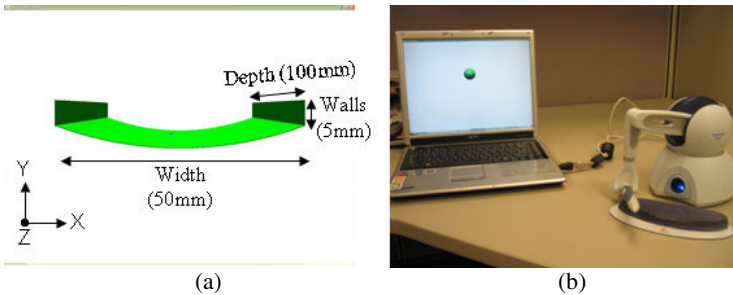 Depth (100mm)
Walls
(5mm)
Width
(50mm)
Y
X
Z
(a)
(b)